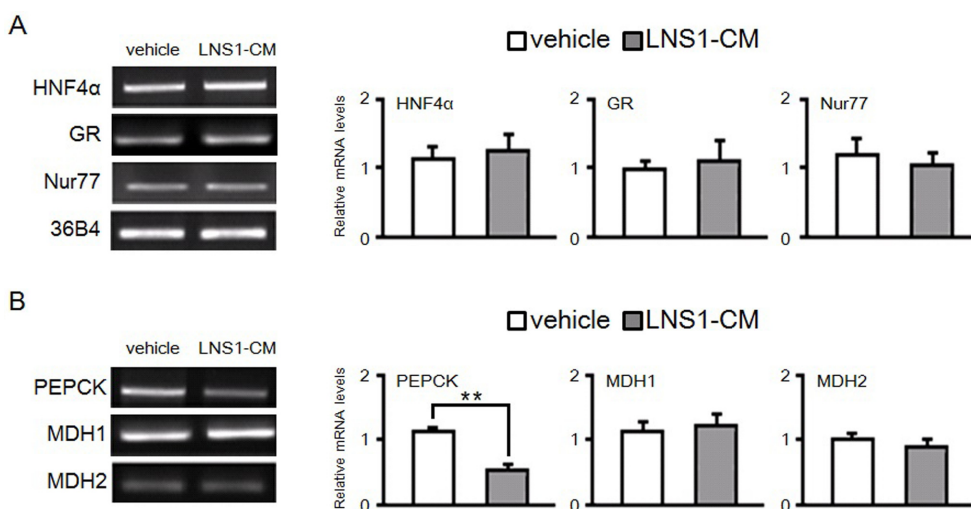 A
vehicle LNS1-CM
HNF4α
GR
Nur77
36B4
vehicle LNS1-CM
Relative mRNA levels
2
1
0
HNF4α
2
1
0
GR
2
1
0
Nur77
B
vehicle LNS1-CM
PEPCK
MDH1
MDH2
vehicle LNS1-CM
Relative mRNA levels
2
1
0
PEPCK
**
2
1
0
MDH1
2
1
0
MDH2